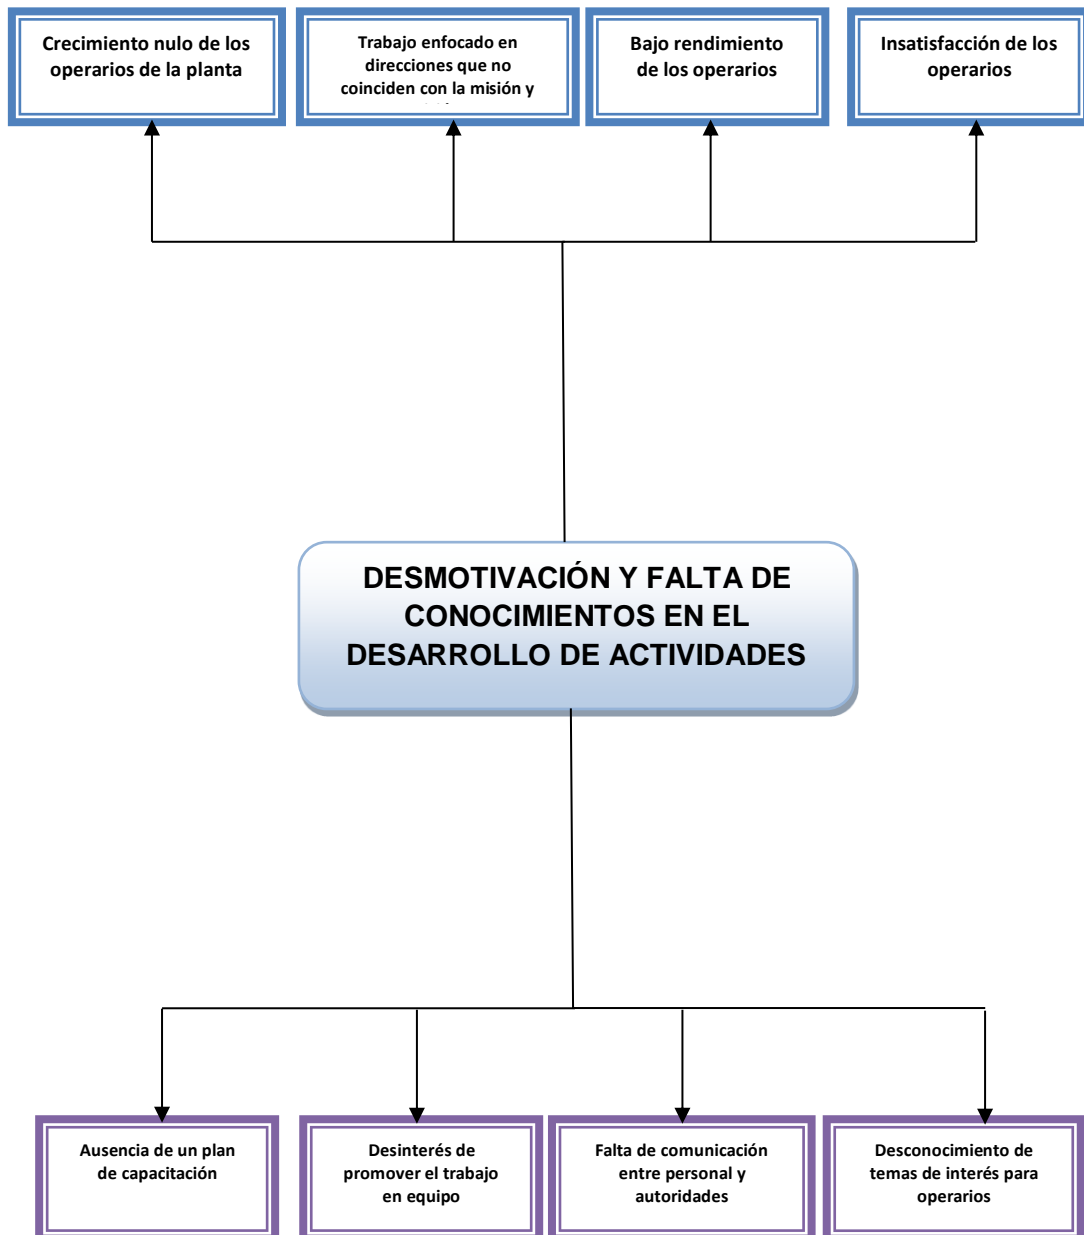 Crecimiento nulo de los
operarios de la planta
Trabajo enfocado en
direcciones que no
coinciden con la misión y
Bajo rendimiento
de los operarios
Insatisfacción de los
operarios
DESMOTIVACIÓN Y FALTA DE
CONOCIMIENTOS EN EL
DESARROLLO DE ACTIVIDADES
Ausencia de un plan
de capacitación
Desinterés de
promover el trabajo
en equipo
Falta de comunicación
entre personal y
autoridades
Desconocimiento de
temas de interés para
operarios